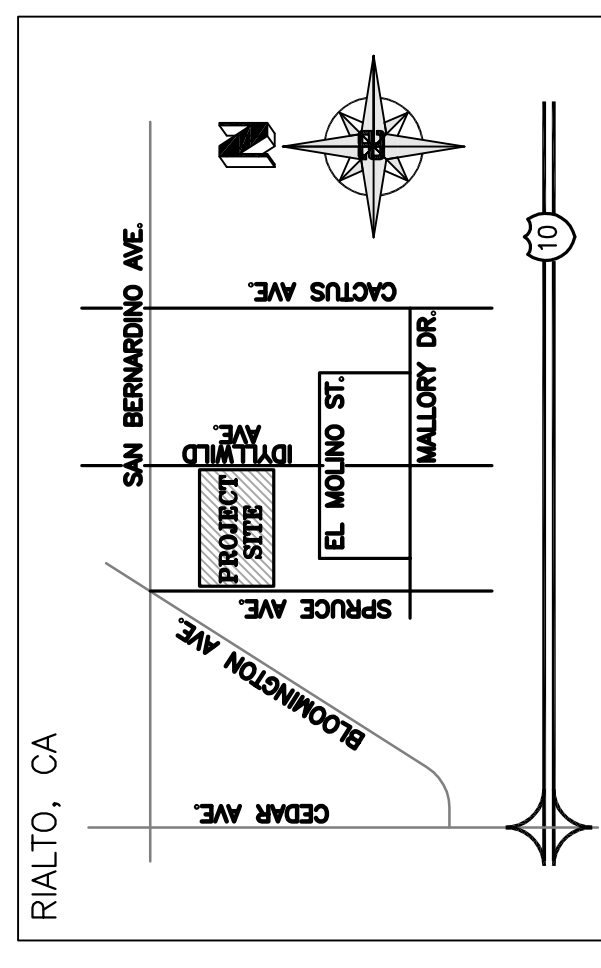 RIALTO, CA
N
SAN BERNARDINO AVE.
CEDAR AVE.
BLOOMINGTON AVE.
SPRUCE AVE.
PROJECT
SITE
IDYLLWILD
AVE.
CACTUS AVE.
EL MOLINO ST.
MALLORY DR.
10